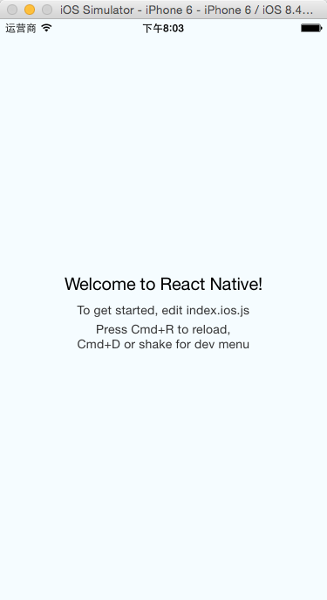 iOS Simulator - iPhone 6 - iPhone 6 / iOS 8.4...
运营商 下午8:03
Welcome to React Native!
To get started, edit index.ios.js
Press Cmd+R to reload,
Cmd+D or shake for dev menu